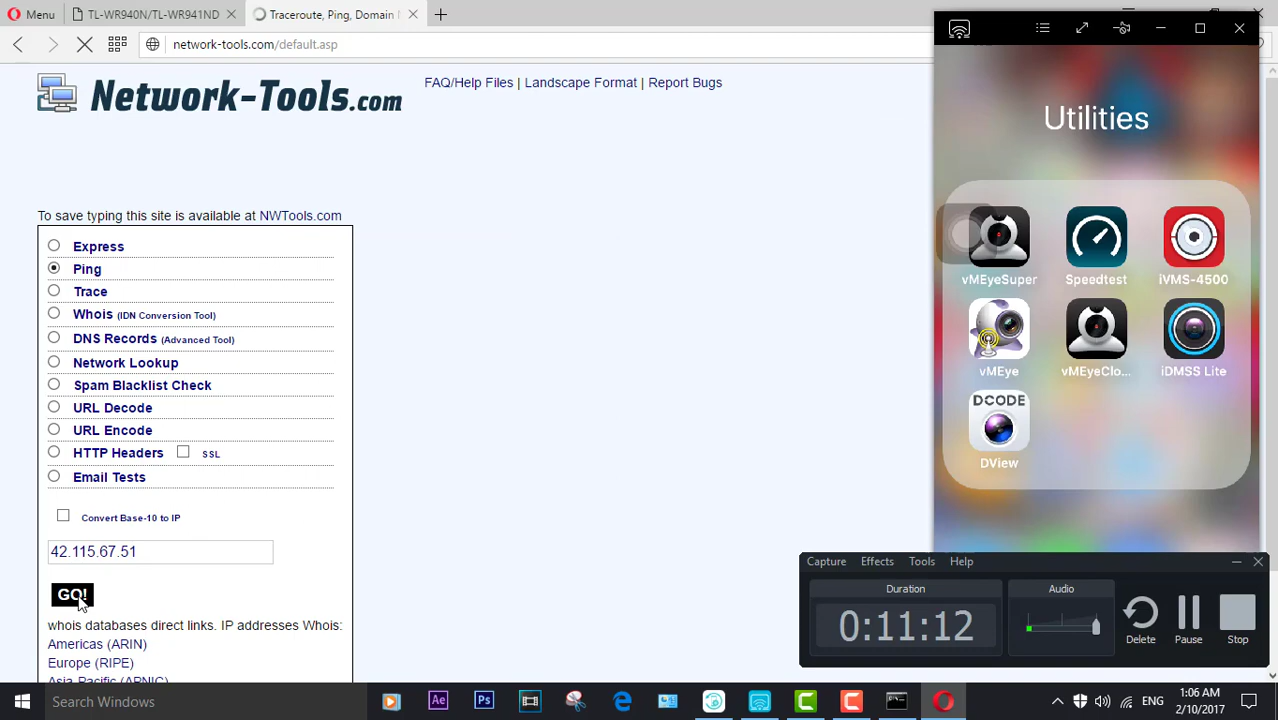 Menu
TL-WR940N/TL-WR941ND
Traceroute, Ping, Domain
network-tools.com/default.asp
Network-Tools.com
FAQ/Help Files | Landscape Format | Report Bugs
To save typing this site is available at NWTools.com
Express
Ping
Trace
Whois (IDN Conversion Tool)
DNS Records (Advanced Tool)
Network Lookup
Spam Blacklist Check
URL Decode
URL Encode
HTTP Headers SSL
Email Tests
Convert Base-10 to IP
42.115.67.51
GO!
whois databases direct links. IP addresses Whois:
Americas (ARIN)
Europe (RIPE)
Asia-Pacific (APNIC)
Utilities
vMEyeSuper
Speedtest
iVMS-4500
vMEye
vMEyeClo...
iDMSS Lite
DCODE
DView
Capture Effects Tools Help
Duration
Audio
0:11:12
Delete
Pause
Stop
Search Windows
Ae
Ps
ENG
1:06 AM
2/10/2017